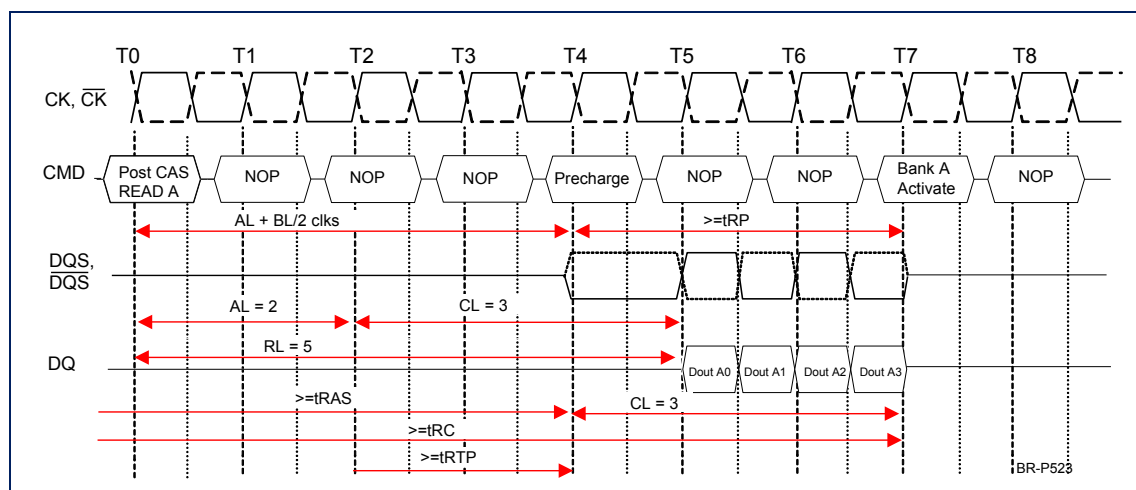 T0 T1 T2 T3 T4 T5 T6 T7 T8
CK, CK
CMD
Post CAS
READ A
NOP
NOP
NOP
Precharge
NOP
NOP
Bank A
Activate
NOP
AL + BL/2 clks
>=tRP
DQS,
DQS
AL = 2
CL = 3
RL = 5
DQ
Dout A0
Dout A1
Dout A2
Dout A3
>=tRAS
CL = 3
>=tRC
>=tRTP
BR-P523